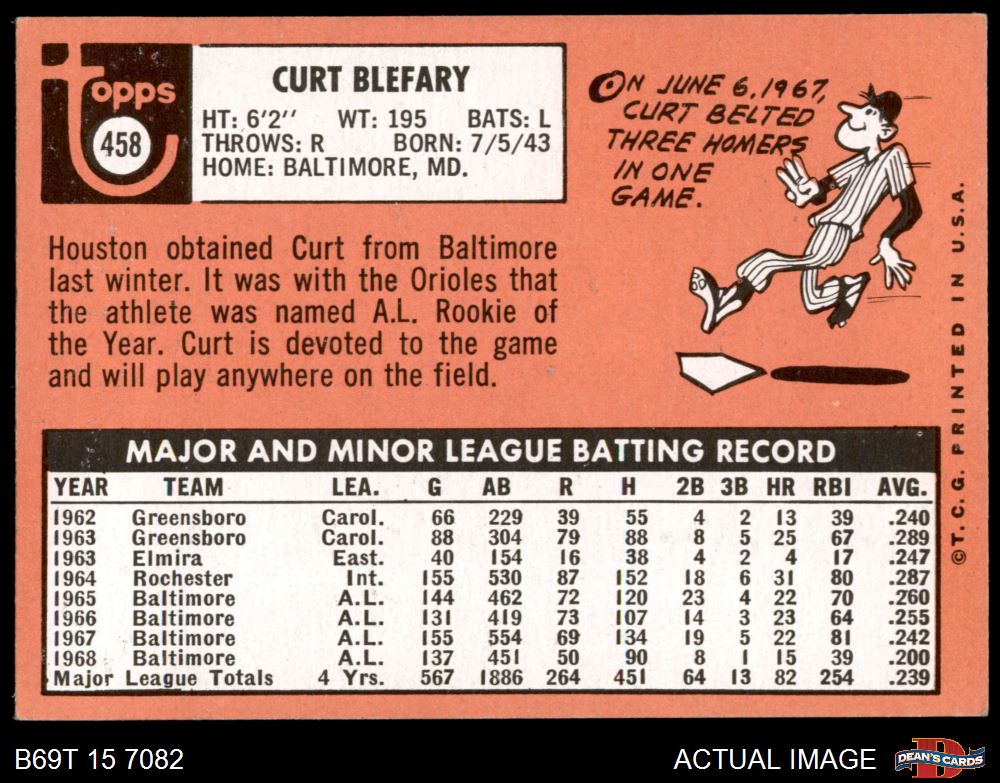 Topps
458
CURT BLEFARY
HT: 6'2" WT: 195 BATS: L
THROWS: R BORN: 7/5/43
HOME: BALTIMORE, MD.
ON JUNE 6, 1967,
CURT BELTED
THREE HOMERS
IN ONE
GAME.
Houston obtained Curt from Baltimore
last winter. It was with the Orioles that
the athlete was named A.L. Rookie of
the Year. Curt is devoted to the game
and will play anywhere on the field.
MAJOR AND MINOR LEAGUE BATTING RECORD
YEAR TEAM LEA. G AB R H 2B 3B HR RBI AVG.
1962 Greensboro Carol. 66 229 39 55 4 2 13 39 .240
1963 Greensboro Carol. 88 304 79 88 8 5 25 67 .289
1963 Elmira East. 40 154 16 38 4 2 4 17 .247
1964 Rochester Int. 155 530 87 152 18 6 31 80 .287
1965 Baltimore A.L. 144 462 72 120 23 4 22 70 .260
1966 Baltimore A.L. 131 419 73 107 14 3 23 64 .255
1967 Baltimore A.L. 155 554 69 134 19 5 22 81 .242
1968 Baltimore A.L. 137 451 50 90 8 1 15 39 .200
Major League Totals 4 Yrs. 567 1886 264 451 64 13 82 254 .239
© T. C. G. PRINTED IN U.S.A.
B69T 15 7082
ACTUAL IMAGE
D
DEAN'S CARDS